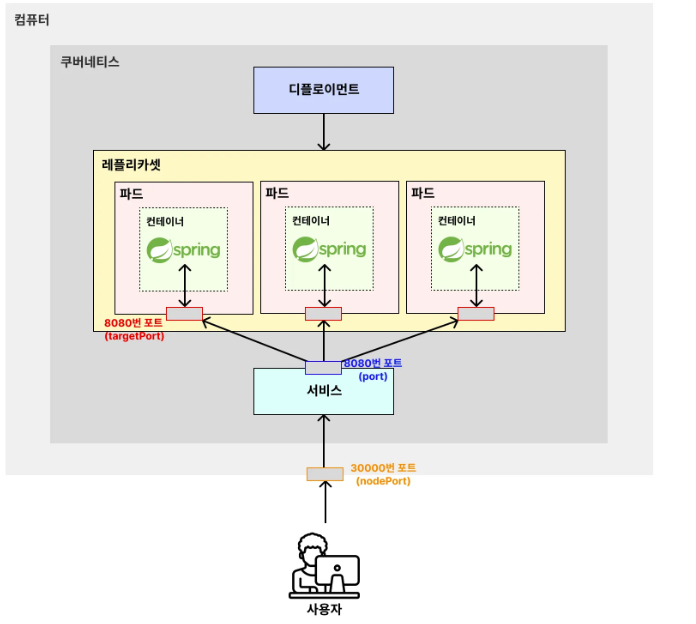 컴퓨터
쿠버네티스
디플로이먼트
레플리카셋
파드
컨테이너
spring
파드
컨테이너
spring
파드
컨테이너
spring
8080번 포트
(targetPort)
8080번 포트
(port)
서비스
30000번 포트
(nodePort)
사용자